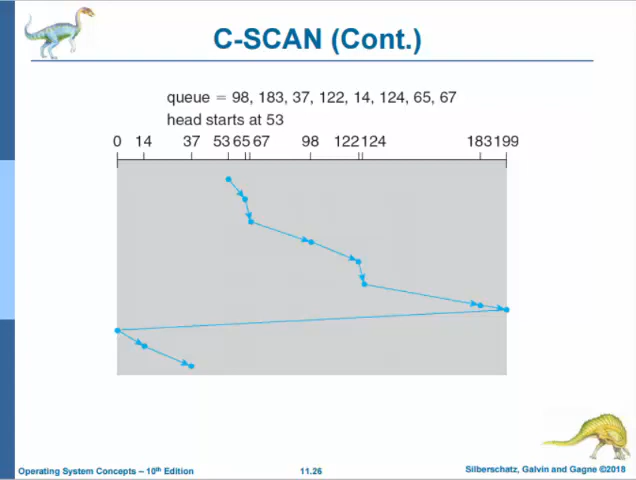 C-SCAN (Cont.)
queue = 98, 183, 37, 122, 14, 124, 65, 67
head starts at 53
0 14 37 53 65 67 98 122 124 183 199
Operating System Concepts – 10th Edition 11.26 Silberschatz, Galvin and Gagne ©2018